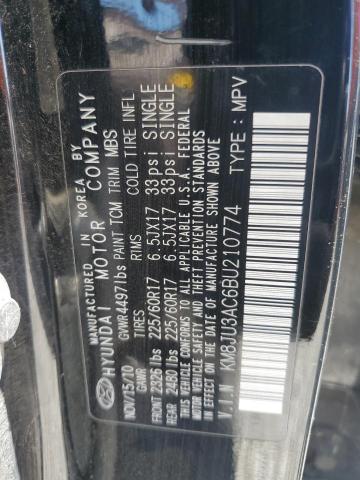 HYUNDAI MOTOR COMPANY
MADE IN KOREA
NOV/15/10 GVWR 4497lbs PAINT TCM TRIM MBS
GAWR TIRES RIMS COLD TIRE INFL
FRONT 2326 lbs 225/60R17 6.5JX17 33psi SINGLE
REAR 2480 lbs 225/60R17 6.5JX17 33psi SINGLE
THIS VEHICLE CONFORMS TO ALL APPLICABLE U.S.A. FEDERAL
MOTOR VEHICLE SAFETY, BUMPER, AND THEFT PREVENTION STANDARDS
IN EFFECT ON THE DATE OF MANUFACTURE SHOWN ABOVE.
V.I.N KM8JU3AC6BU210774 TYPE : MPV